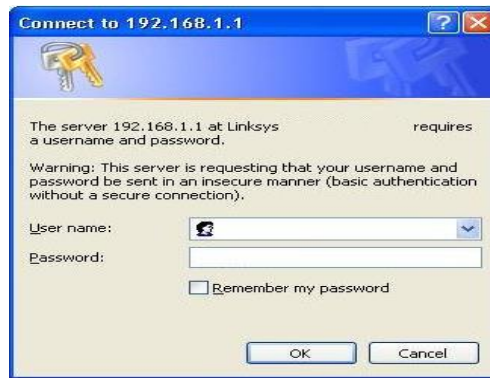 Connect to 192.168.1.1
The server 192.168.1.1 at Linksys requires
a username and password.
Warning: This server is requesting that your username and
password be sent in an insecure manner (basic authentication
without a secure connection).
User name:
Password:
Remember my password
OK Cancel